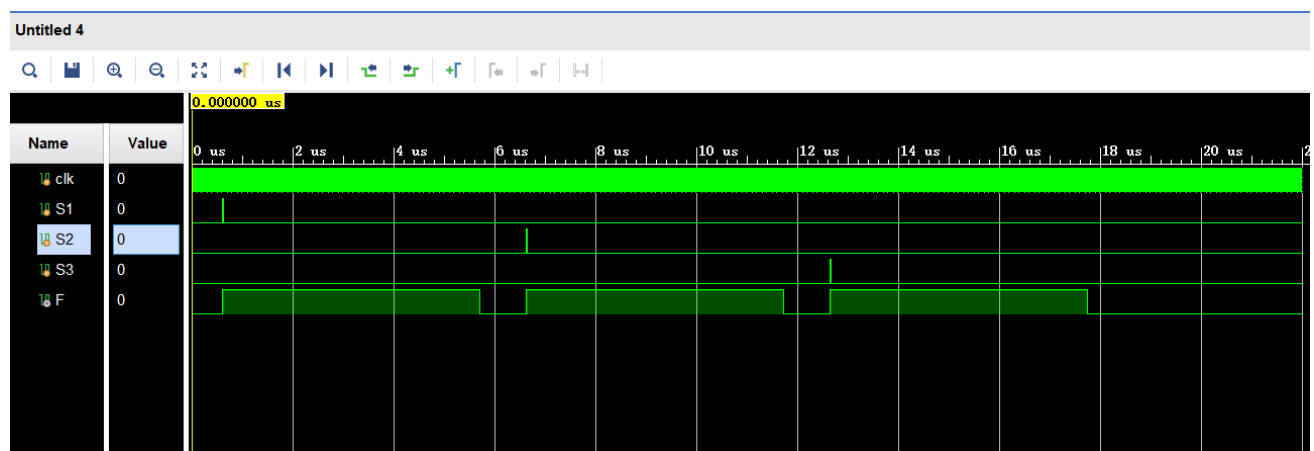 Untitled 4
0.000000 us
Name Value
0 us 2 us 4 us 6 us 8 us 10 us 12 us 14 us 16 us 18 us 20 us 2
clk 0
S1 0
S2 0
S3 0
F 0